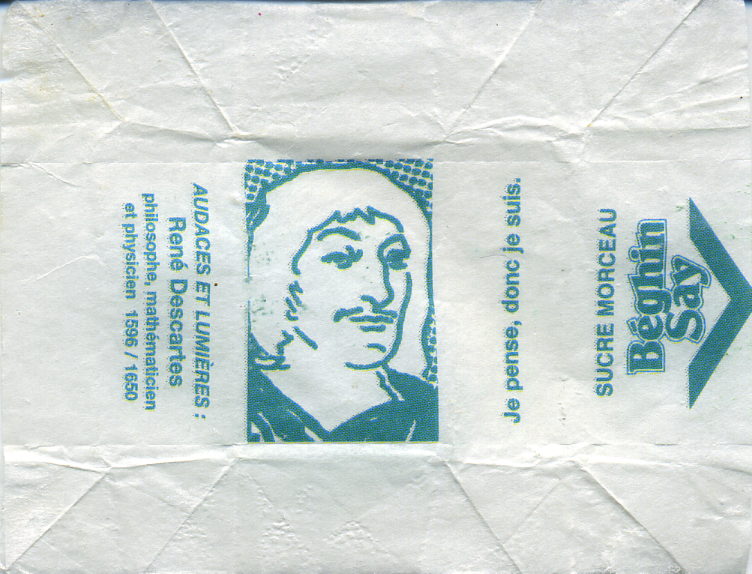 AUDACES ET LUMIÈRES :
René Descartes
philosophe, mathématicien
et physicien 1596 / 1650
Je pense, donc je suis.
SUCRE MORCEAU
Béghin
Say